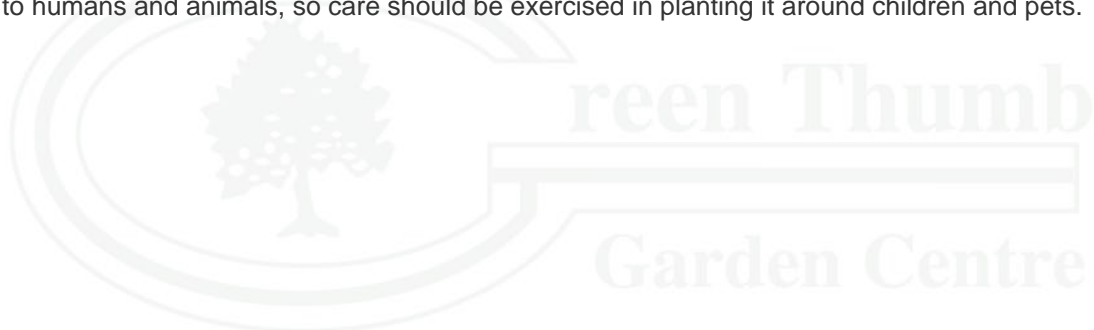 to humans and animals, so care should be exercised in planting it around children and pets.
reen Thumb
Garden Centre